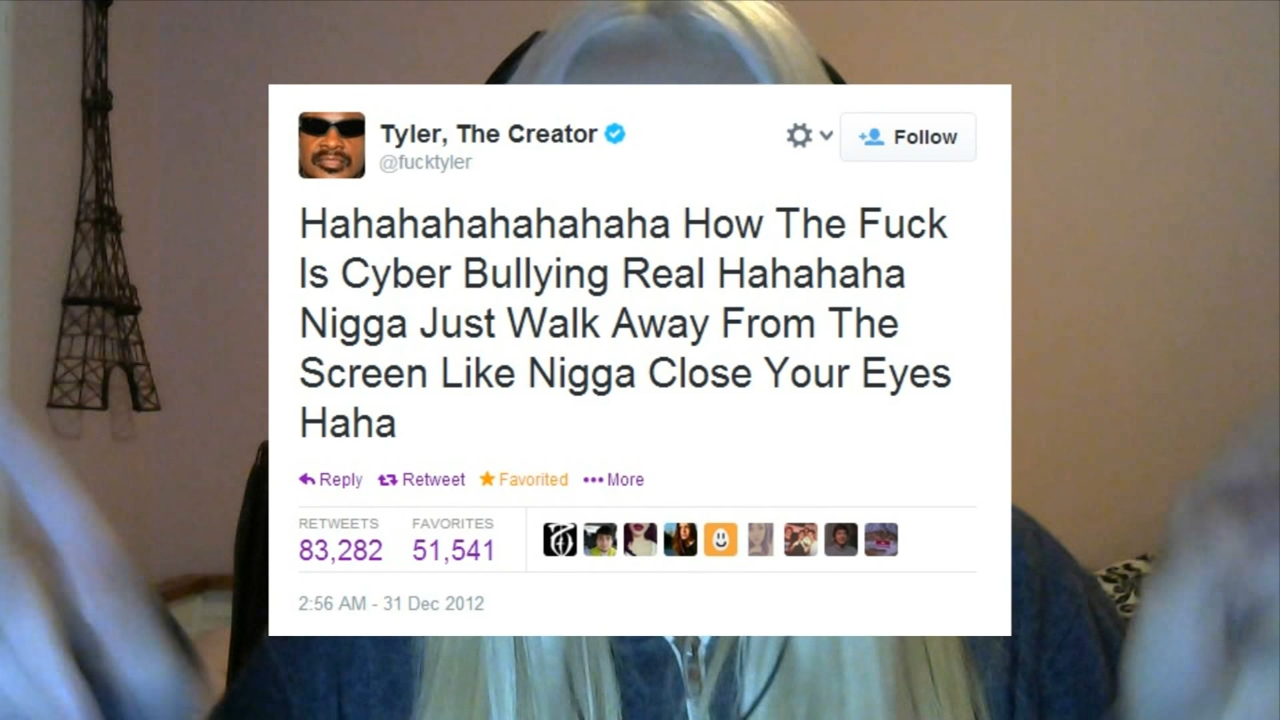 Tyler, The Creator
@fucktyler
Follow
Hahahahahahahaha How The Fuck
Is Cyber Bullying Real Hahahaha
Nigga Just Walk Away From The
Screen Like Nigga Close Your Eyes
Haha
Reply Retweet Favorited More
RETWEETS FAVORITES
83,282 51,541
2:56 AM - 31 Dec 2012